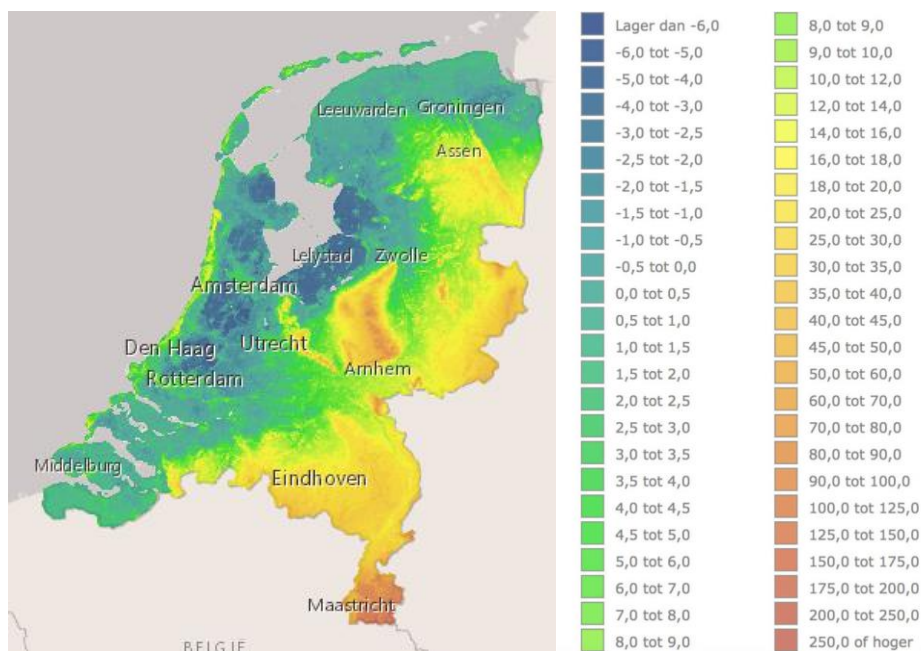 Leeuwarden
Groningen
Assen
Lelystad
Zwolle
Amsterdam
Den Haag
Utrecht
Rotterdam
Arnhem
Middelburg
Eindhoven
Maastricht
BELGIË
Lager dan -6,0
-6,0 tot -5,0
-5,0 tot -4,0
-4,0 tot -3,0
-3,0 tot -2,5
-2,5 tot -2,0
-2,0 tot -1,5
-1,5 tot -1,0
-1,0 tot -0,5
-0,5 tot 0,0
0,0 tot 0,5
0,5 tot 1,0
1,0 tot 1,5
1,5 tot 2,0
2,0 tot 2,5
2,5 tot 3,0
3,0 tot 3,5
3,5 tot 4,0
4,0 tot 4,5
4,5 tot 5,0
5,0 tot 6,0
6,0 tot 7,0
7,0 tot 8,0
8,0 tot 9,0
8,0 tot 9,0
9,0 tot 10,0
10,0 tot 12,0
12,0 tot 14,0
14,0 tot 16,0
16,0 tot 18,0
18,0 tot 20,0
20,0 tot 25,0
25,0 tot 30,0
30,0 tot 35,0
35,0 tot 40,0
40,0 tot 45,0
45,0 tot 50,0
50,0 tot 60,0
60,0 tot 70,0
70,0 tot 80,0
80,0 tot 90,0
90,0 tot 100,0
100,0 tot 125,0
125,0 tot 150,0
150,0 tot 175,0
175,0 tot 200,0
200,0 tot 250,0
250,0 of hoger